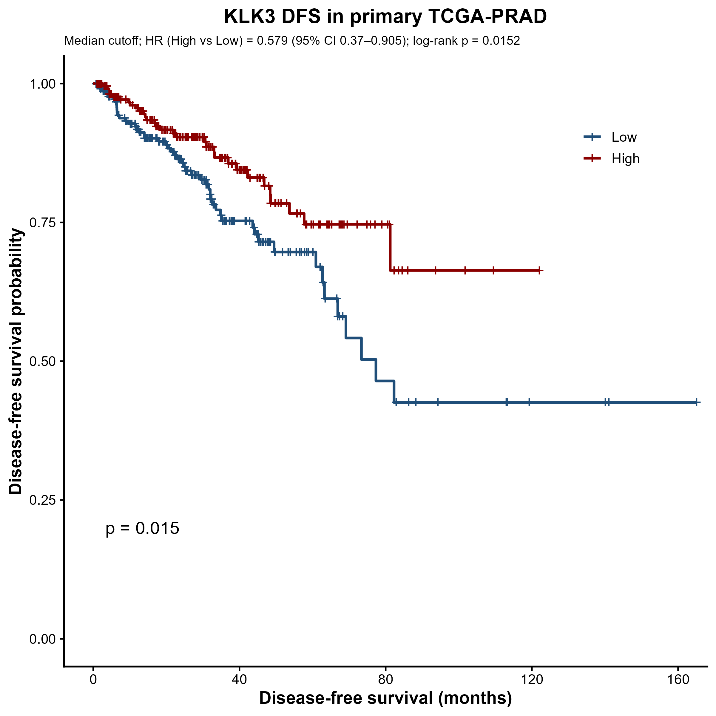 KLK3 DFS in primary TCGA-PRAD
Median cutoff; HR (High vs Low) = 0.579 (95% CI 0.37–0.905); log-rank p = 0.0152
Disease-free survival probability
1.00
0.75
0.50
0.25
0.00
Low
High
p = 0.015
0
40
80
120
160
Disease-free survival (months)